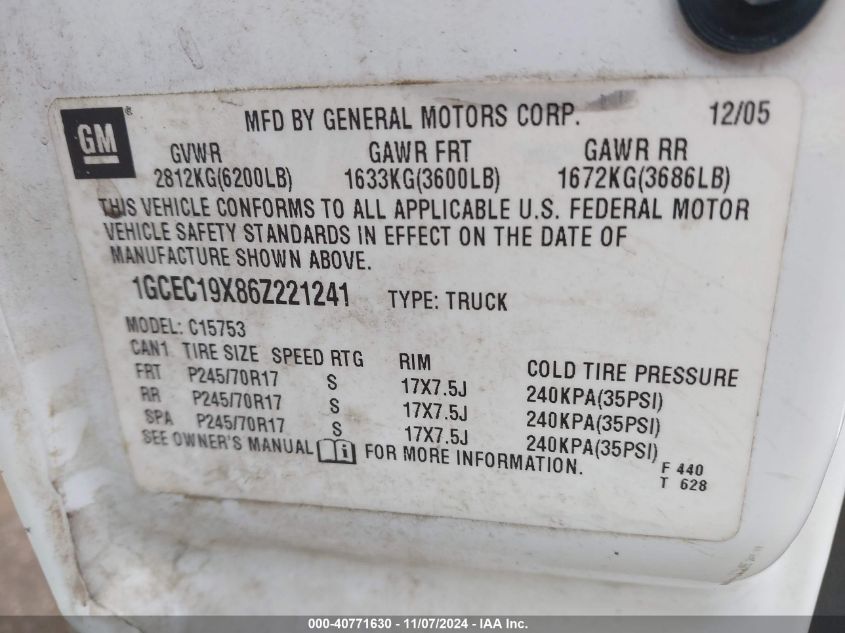 GM
MFD BY GENERAL MOTORS CORP. 12/05
GVWR GAWR FRT GAWR RR
2812KG(6200LB) 1633KG(3600LB) 1672KG(3686LB)
THIS VEHICLE CONFORMS TO ALL APPLICABLE U.S. FEDERAL MOTOR
VEHICLE SAFETY STANDARDS IN EFFECT ON THE DATE OF
MANUFACTURE SHOWN ABOVE.
1GCEC19X86Z221241 TYPE: TRUCK
MODEL: C15753
CAN1 TIRE SIZE SPEED RTG RIM COLD TIRE PRESSURE
FRT P245/70R17 S 17X7.5J 240KPA(35PSI)
RR P245/70R17 S 17X7.5J 240KPA(35PSI)
SPA P245/70R17 S 17X7.5J 240KPA(35PSI)
SEE OWNER'S MANUAL i FOR MORE INFORMATION.
F 440
T 628
000-40771630 - 11/07/2024 - IAA Inc.